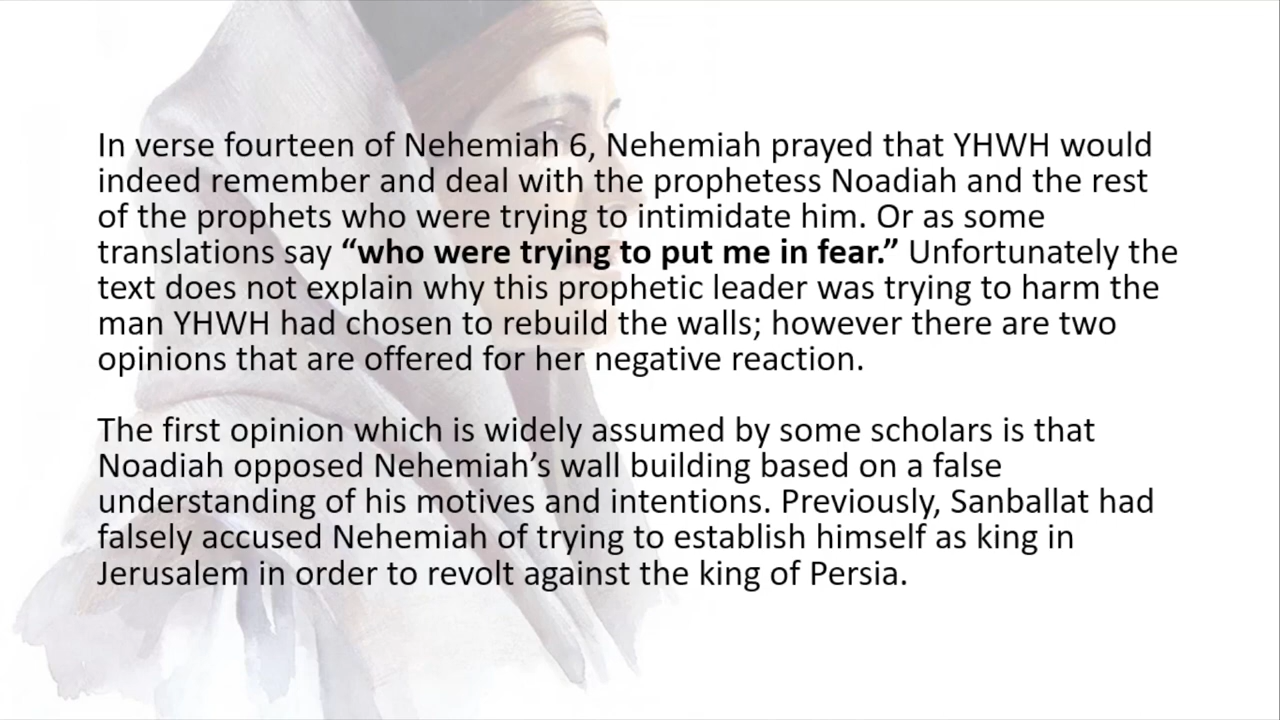 In verse fourteen of Nehemiah 6, Nehemiah prayed that YHWH would
indeed remember and deal with the prophetess Noadiah and the rest
of the prophets who were trying to intimidate him. Or as some
translations say “who were trying to put me in fear.” Unfortunately the
text does not explain why this prophetic leader was trying to harm the
man YHWH had chosen to rebuild the walls; however there are two
opinions that are offered for her negative reaction.
The first opinion which is widely assumed by some scholars is that
Noadiah opposed Nehemiah’s wall building based on a false
understanding of his motives and intentions. Previously, Sanballat had
falsely accused Nehemiah of trying to establish himself as king in
Jerusalem in order to revolt against the king of Persia.